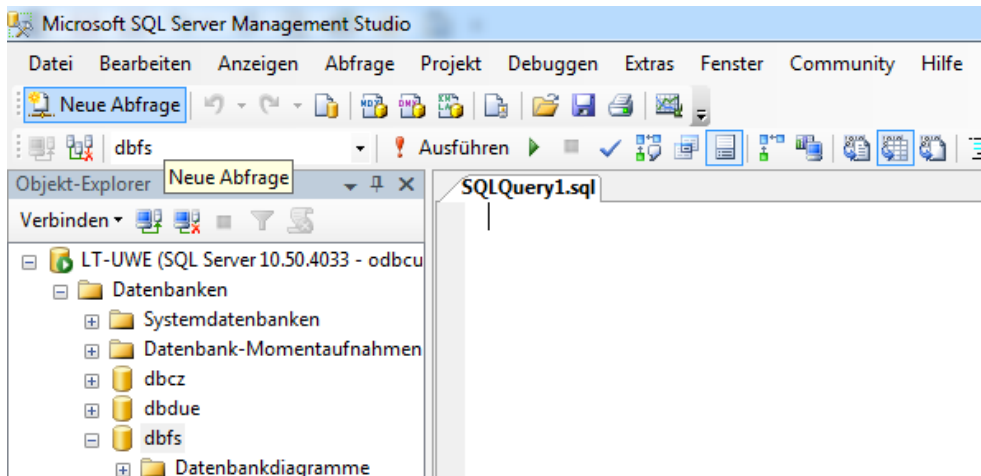 Microsoft SQL Server Management Studio
Datei Bearbeiten Anzeigen Abfrage Projekt Debuggen Extras Fenster Community Hilfe
Neue Abfrage
dbfs Ausführen
Objekt-Explorer Neue Abfrage SQLQuery1.sql
Verbinden
LT-UWE (SQL Server 10.50.4033 - odbcu
Datenbanken
Systemdatenbanken
Datenbank-Momentaufnahmen
dbcz
dbdue
dbfs
Datenbankdiagramme